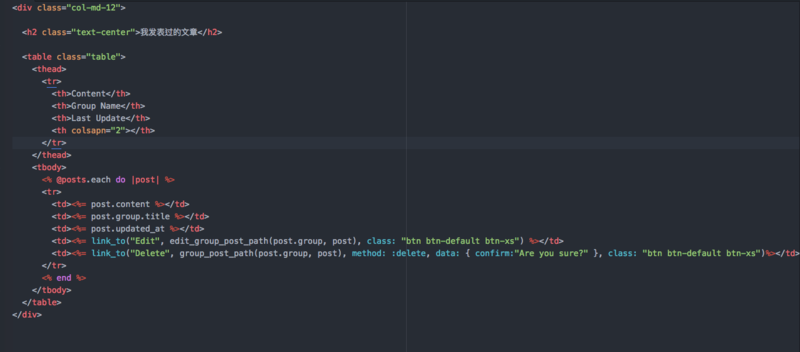 <div class="col-md-12">
<h2 class="text-center">我发表过的文章</h2>
<table class="table">
<thead>
<tr>
<th>Content</th>
<th>Group Name</th>
<th>Last Update</th>
<th colsapn="2"></th>
</tr>
</thead>
<tbody>
<% @posts.each do |post| %>
<tr>
<td><%= post.content %></td>
<td><%= post.group.title %></td>
<td><%= post.updated_at %></td>
<td><%= link_to("Edit", edit_group_post_path(post.group, post), class: "btn btn-default btn-xs") %></td>
<td><%= link_to("Delete", group_post_path(post.group, post), method: :delete, data: { confirm:"Are you sure?" }, class: "btn btn-default btn-xs")%></td>
</tr>
<% end %>
</tbody>
</table>
</div>